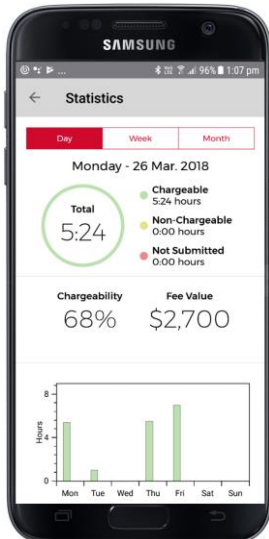 SAMSUNG
96% 1:07 pm
Statistics
Day Week Month
Monday - 26 Mar. 2018
Total
5:24
Chargeable
5:24 hours
Non-Chargeable
0:00 hours
Not Submitted
0:00 hours
Chargeability Fee Value
68% $2,700
8
4
0
Hours
Mon Tue Wed Thu Fri Sat Sun